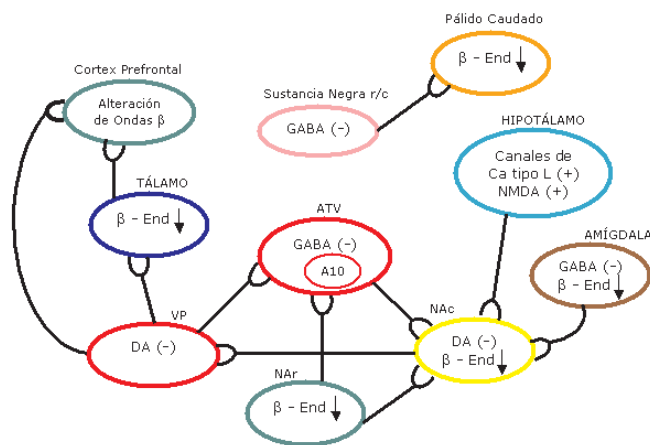 Pálido Caudado
β - End ↓
Cortex Prefrontal
Alteración
de Ondas β
Sustancia Negra r/c
GABA (-)
HIPOTÁLAMO
Canales de
Ca tipo L (+)
NMDA (+)
TÁLAMO
β - End ↓
ATV
GABA (-)
A10
AMÍGDALA
GABA (-)
β - End ↓
VP
DA (-)
NAc
DA (-)
β - End ↓
NAr
β - End ↓